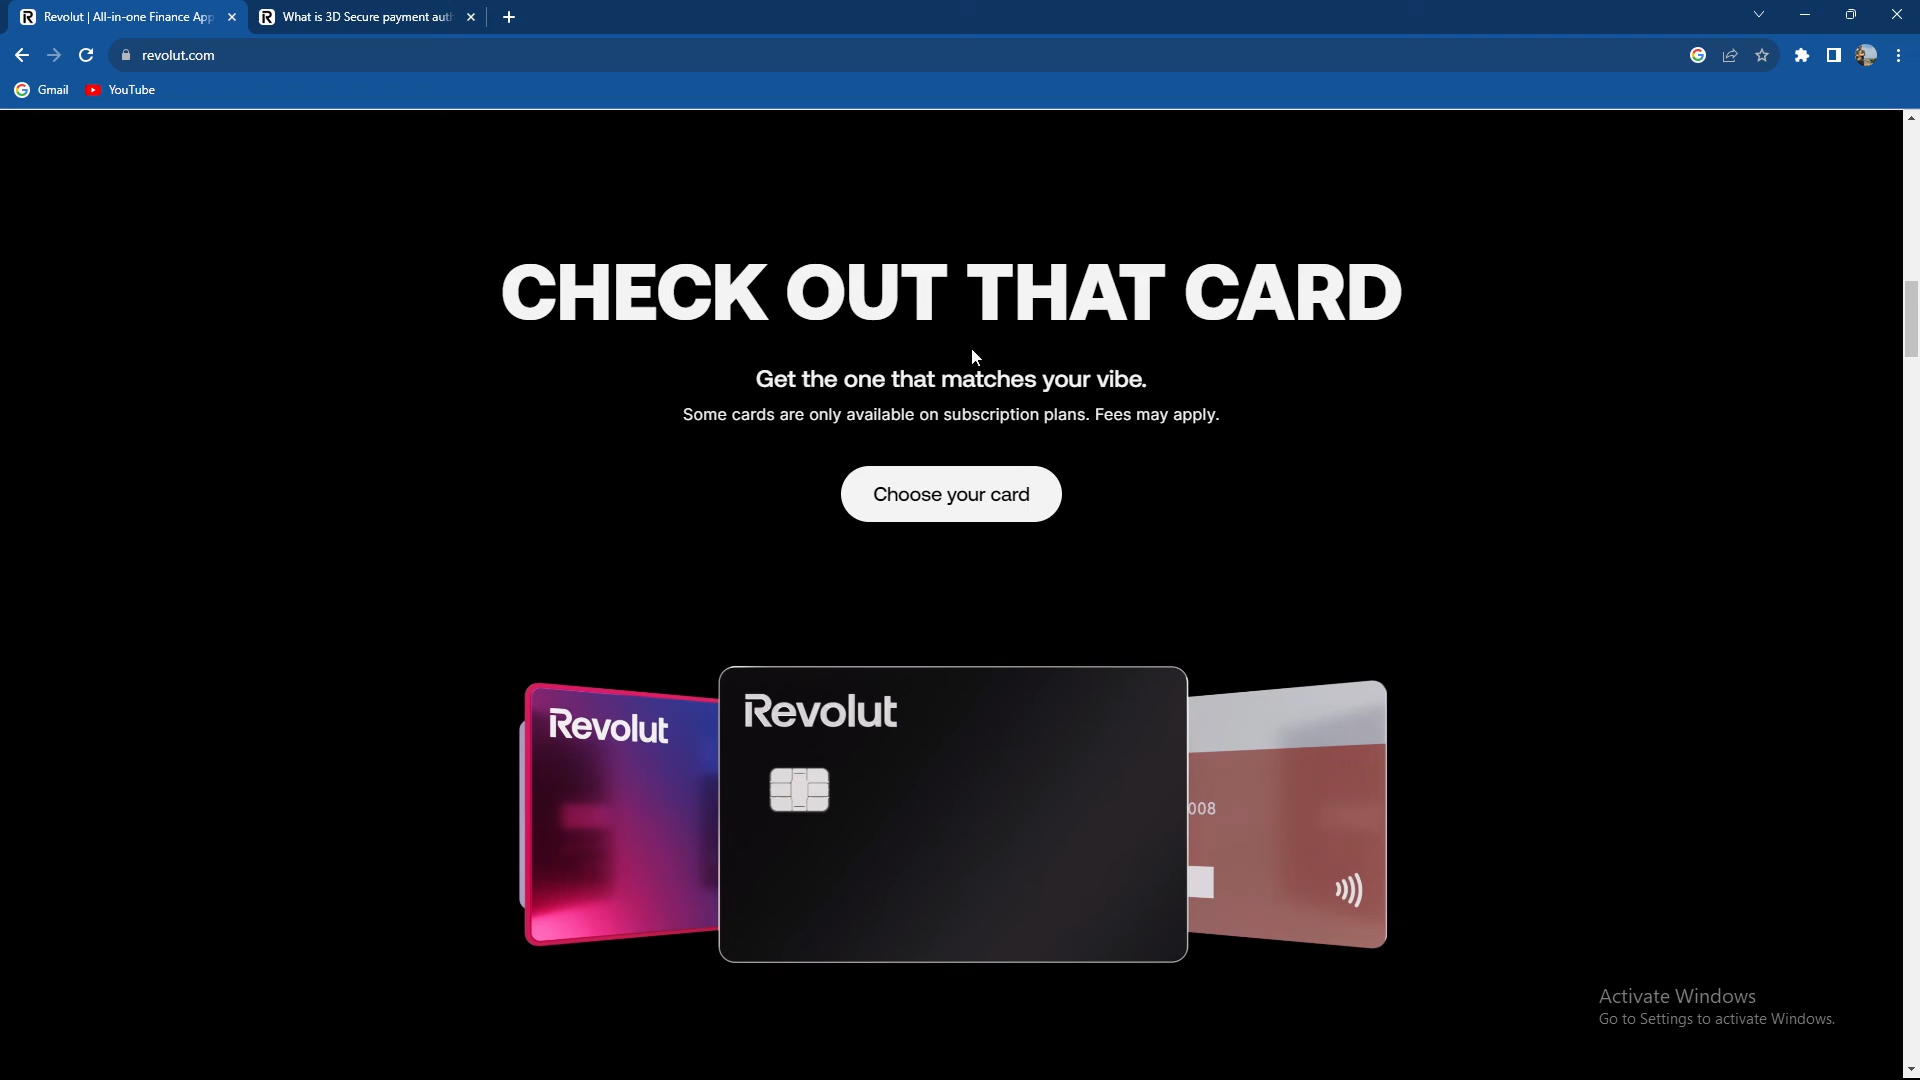 Revolut | All-in-one Finance App
What is 3D Secure payment aut
revolut.com
Gmail
YouTube
CHECK OUT THAT CARD
Get the one that matches your vibe.
Some cards are only available on subscription plans. Fees may apply.
Choose your card
Revolut
Revolut
008
Activate Windows
Go to Settings to activate Windows.